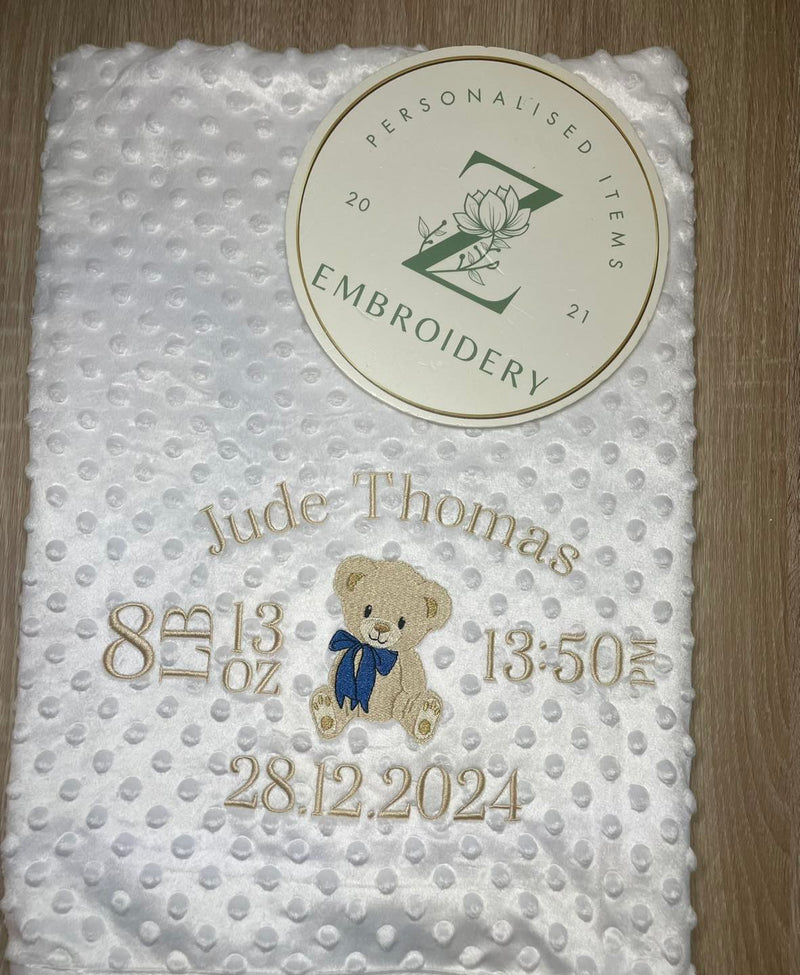 PERSONALISED ITEMS
20
21
Z
EMBROIDERY
Jude Thomas
8 LB 13 OZ
13:50 PM
28.12.2024